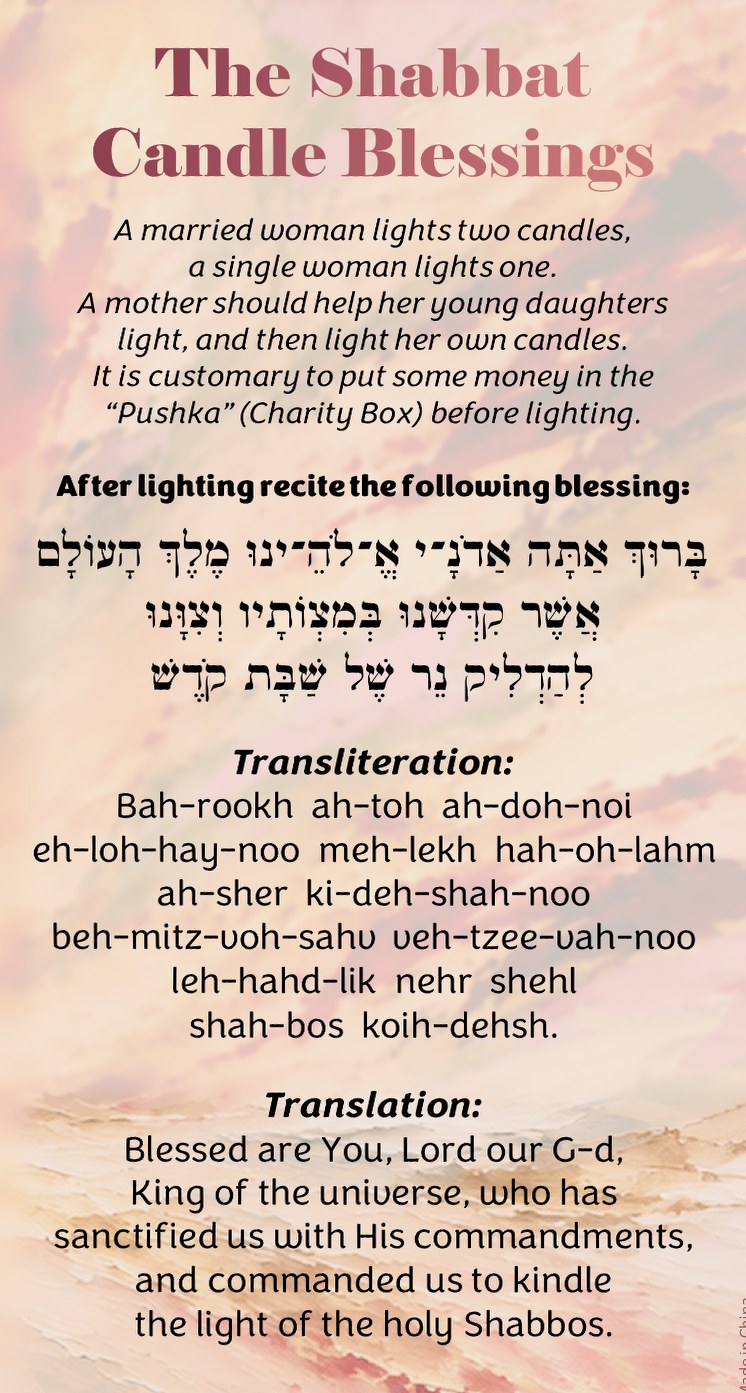 The Shabbat
Candle Blessings
A married woman lights two candles,
a single woman lights one.
A mother should help her young daughters
light, and then light her own candles.
It is customary to put some money in the
“Pushka” (Charity Box) before lighting.
After lighting recite the following blessing:
בָּרוּךְ אַתָּה אַדֹנָ־י אֱ־לֹהֵ־ינוּ מֶלֶךְ הָעוֹלָם
אֲשֶׁר קִדְּשָׁנוּ בְּמִצְוֹתָיו וְצִוָּנוּ
לְהַדְלִיק נֵר שֶׁל שַׁבָּת קֹדֶשׁ
Transliteration:
Bah-rookh ah-toh ah-doh-noi
eh-loh-hay-noo meh-lekh hah-oh-lahm
ah-sher ki-deh-shah-noo
beh-mitz-voh-sahv veh-tzee-vah-noo
leh-hahd-lik nehr shehl
shah-bos koih-dehsh.
Translation:
Blessed are You, Lord our G-d,
King of the universe, who has
sanctified us with His commandments,
and commanded us to kindle
the light of the holy Shabbos.
in China